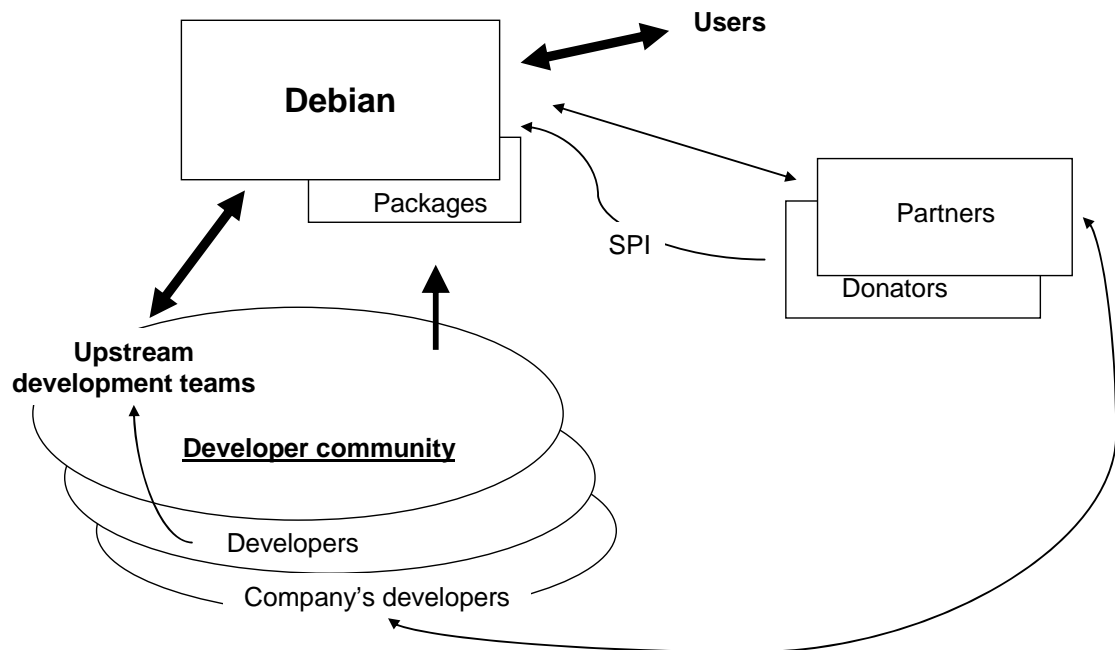 Users
Debian
Packages
Partners
SPI
Donators
Upstream
development teams
Developer community
Developers
Company’s developers